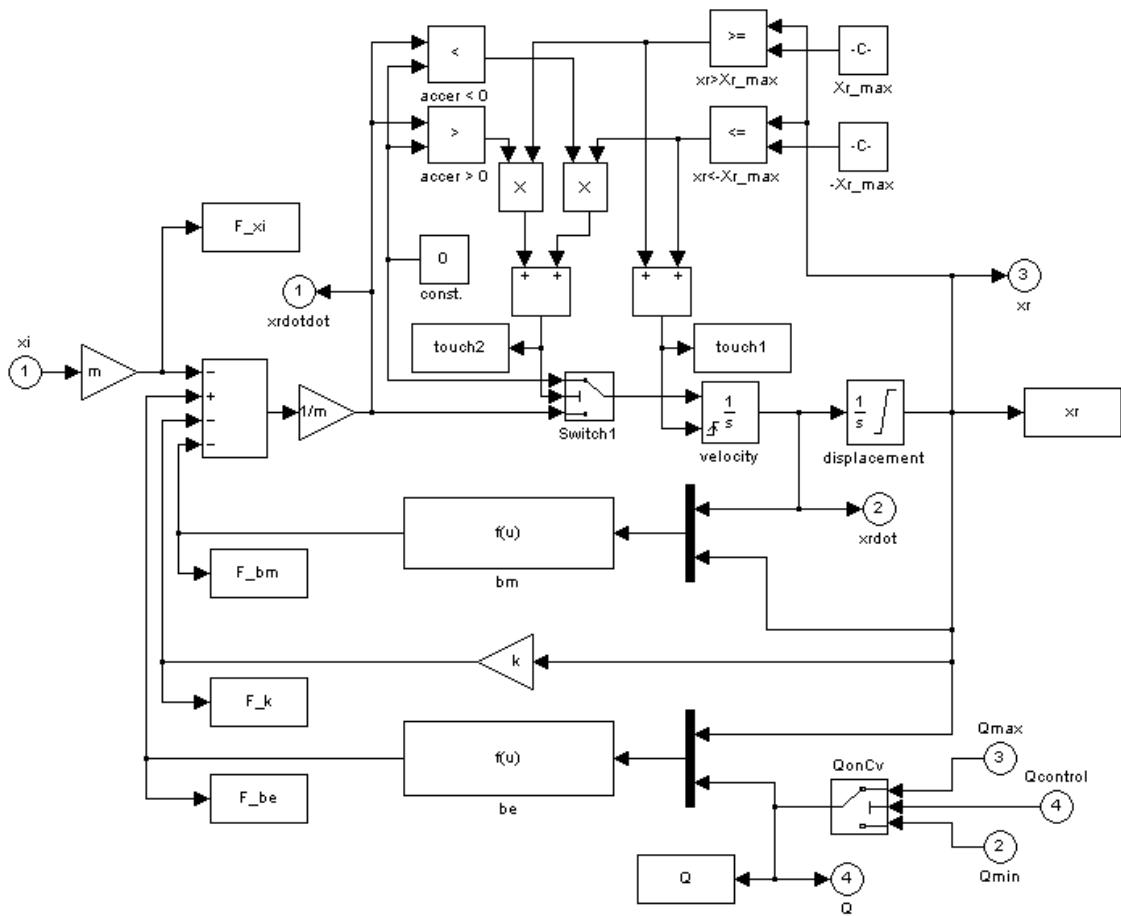 <
accer < 0
>=
xr>Xr_max
-C-
Xr_max
>
accer > 0
<=
xr<-Xr_max
-C-
-Xr_max
×
×
F_xi
0
const.
+ +
+ +
1
xrdotdot
3
xr
touch2
touch1
xi
1
m
−
+
−
−
1/m
Switch1
1
s
velocity
1
s
displacement
xr
f(u)
bm
2
xrdot
F_bm
k
F_k
f(u)
be
F_be
QonCv
Qmax
3
Qcontrol
4
2
Qmin
Q
4
Q